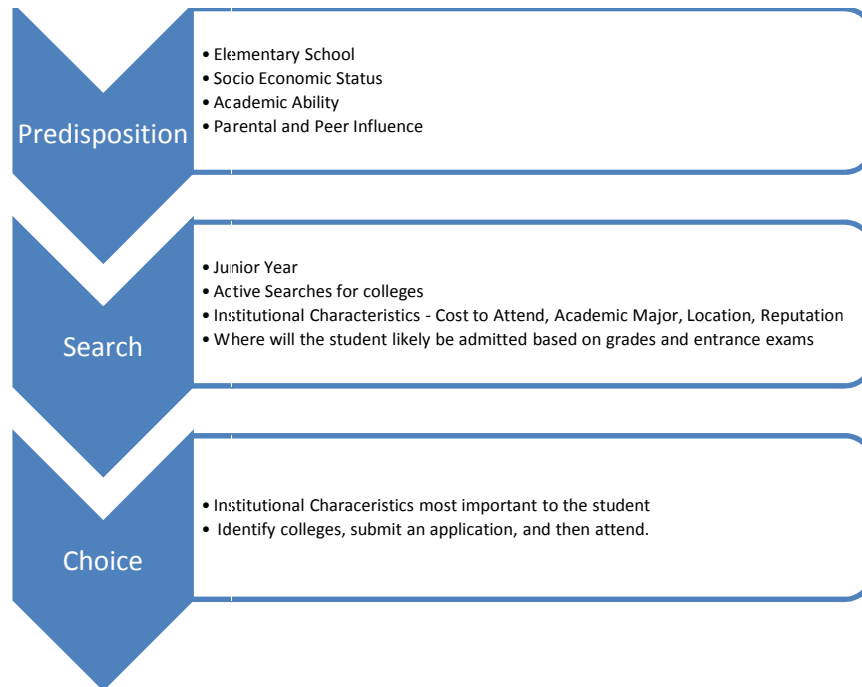 Predisposition
• Elementary School
• Socio Economic Status
• Academic Ability
• Parental and Peer Influence
Search
• Junior Year
• Active Searches for colleges
• Institutional Characteristics - Cost to Attend, Academic Major, Location, Reputation
• Where will the student likely be admitted based on grades and entrance exams
Choice
• Institutional Characeristics most important to the student
• Identify colleges, submit an application, and then attend.